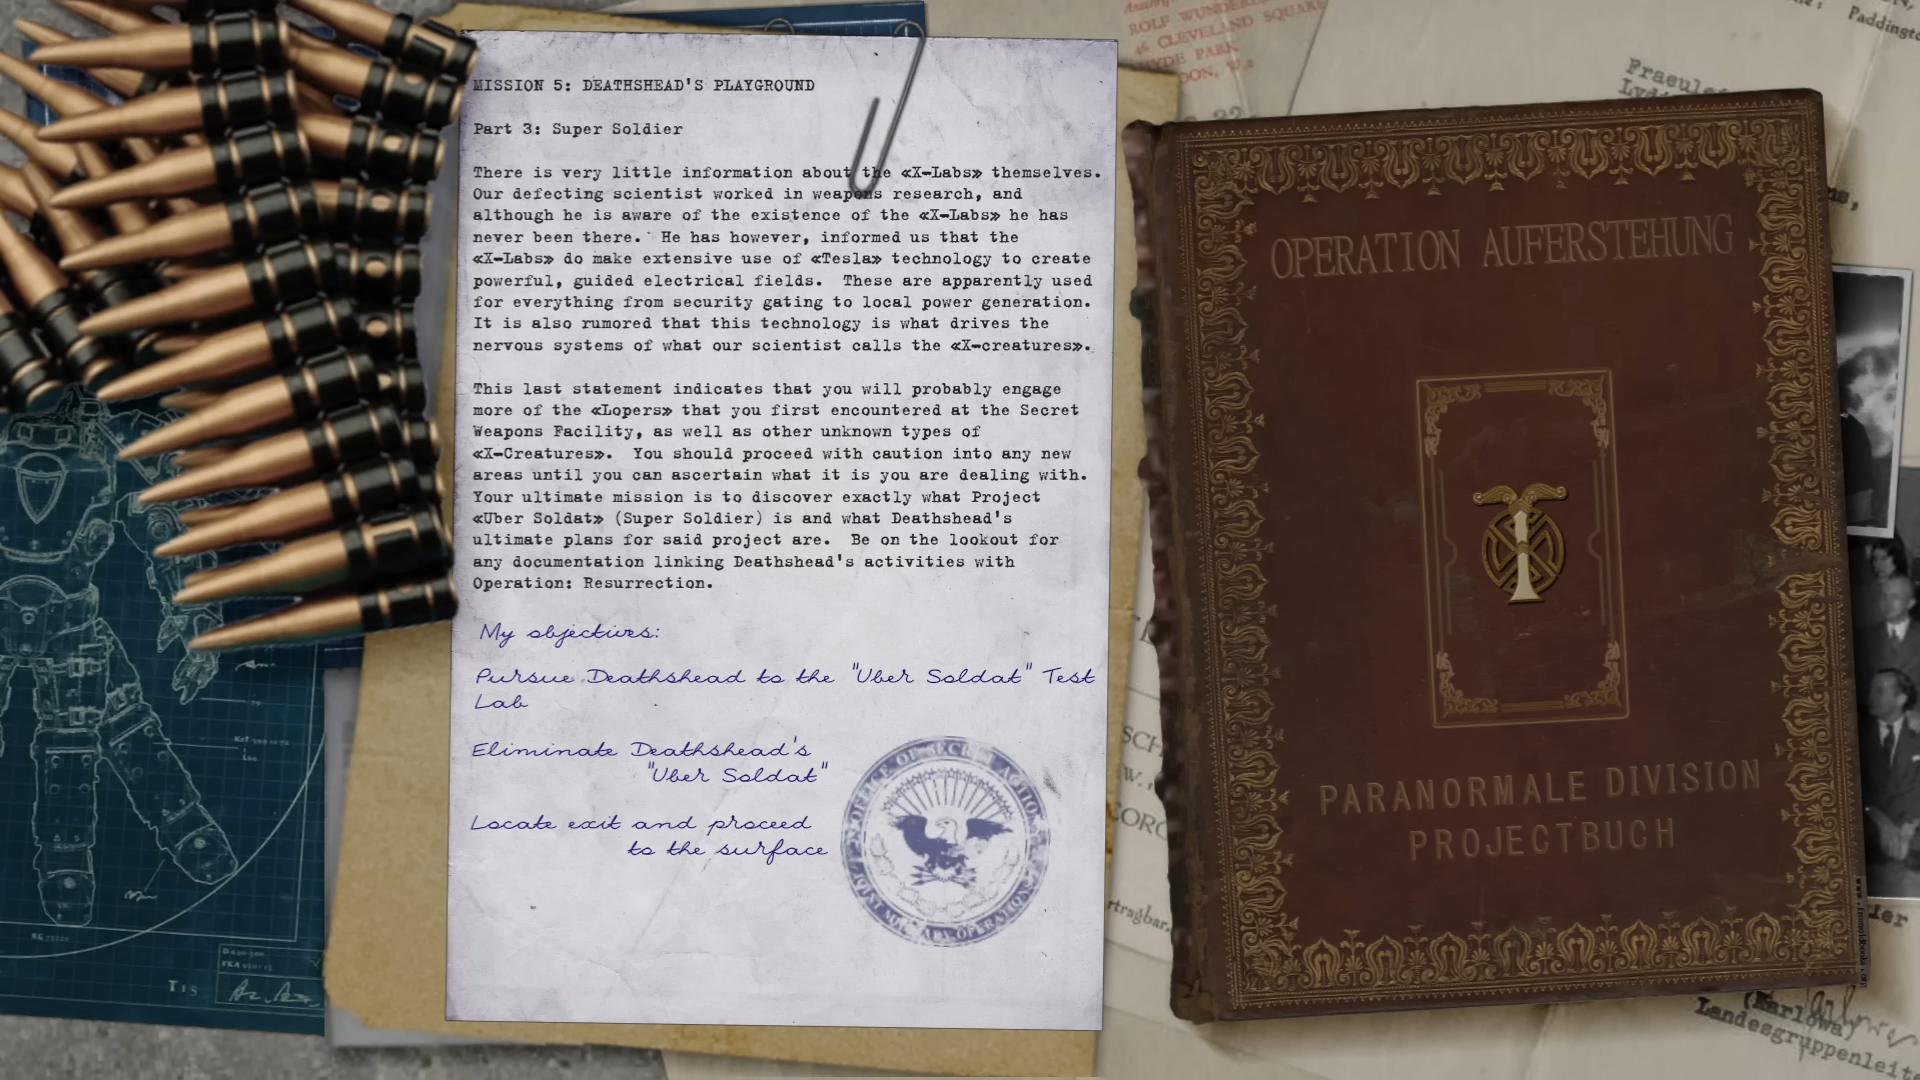 MISSION 5: DEATHSHEAD'S PLAYGROUND
Part 3: Super Soldier
There is very little information about the «X-Labs» themselves.
Our defecting scientist worked in weapons research, and
although he is aware of the existence of the «X-Labs» he has
never been there. He has however, informed us that the
«X-Labs» do make extensive use of «Tesla» technology to create
powerful, guided electrical fields. These are apparently used
for everything from security gating to local power generation.
It is also rumored that this technology is what drives the
nervous systems of what our scientist calls the «X-creatures».
This last statement indicates that you will probably engage
more of the «Lopers» that you first encountered at the Secret
Weapons Facility, as well as other unknown types of
«X-Creatures». You should proceed with caution into any new
areas until you can ascertain what it is you are dealing with.
Your ultimate mission is to discover exactly what Project
«Uber Soldat» (Super Soldier) is and what Deathshead's
ultimate plans for said project are. Be on the lookout for
any documentation linking Deathshead's activities with
Operation: Resurrection.
My objectives:
Pursue Deathshead to the "Uber Soldat" Test
Lab
Eliminate Deathshead's
"Uber Soldat"
Locate exit and proceed
to the surface
OFFICE OF SECRET ACTIONS
OPERATION AUFERSTEHUNG
PARANORMALE DIVISION
PROJECTBUCH
ROLF
46 CLEVELAND SQUARE
HYDE PARK
Paddington
(Karlowa)
Landesgruppenleite